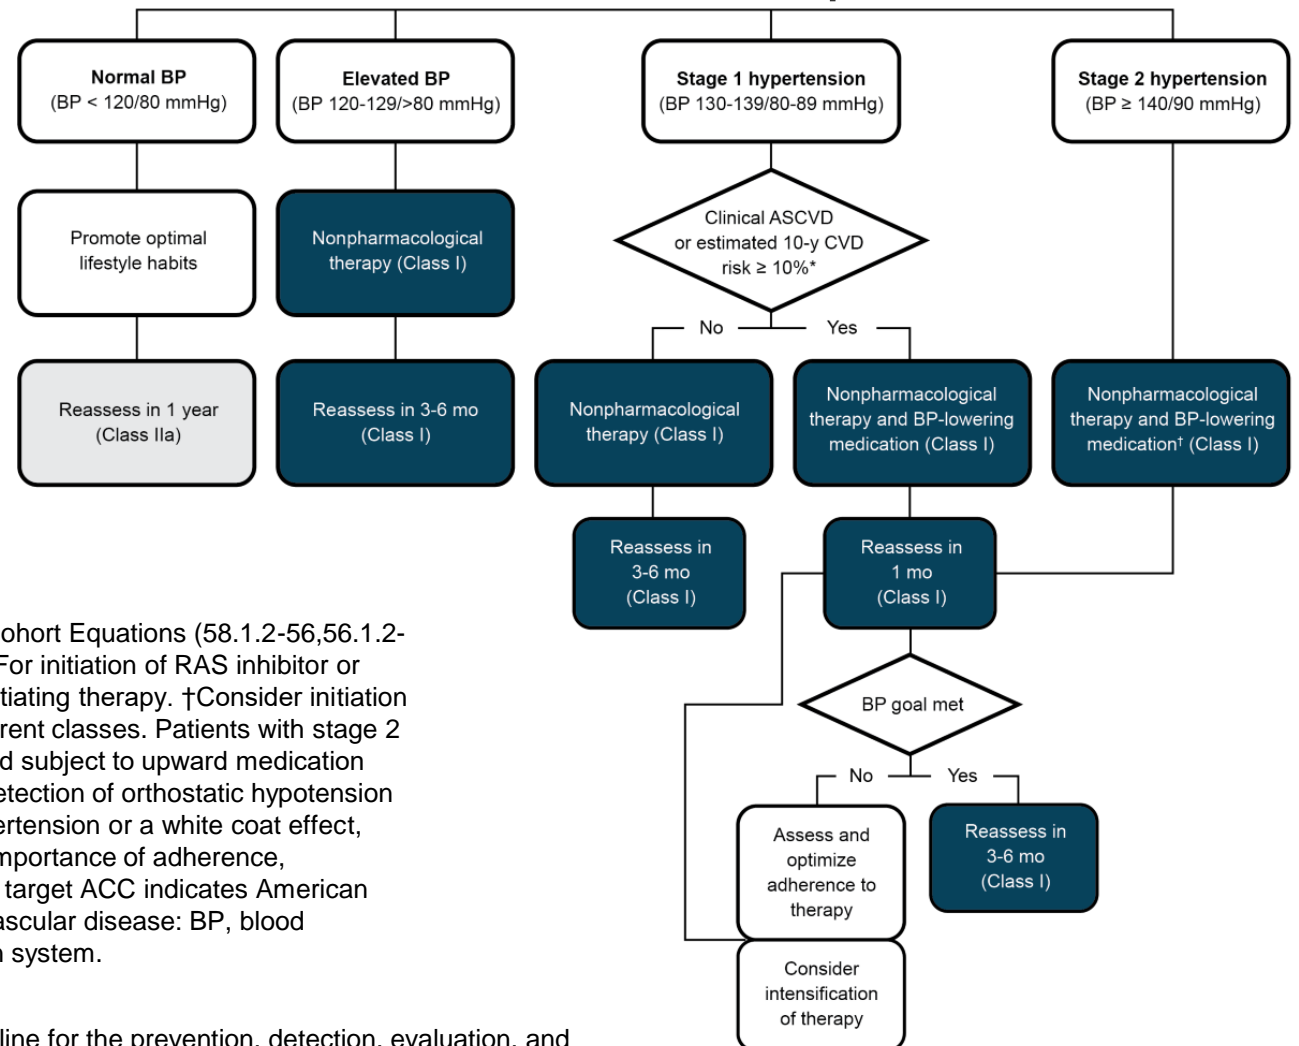 Normal BP
(BP < 120/80 mmHg)
Elevated BP
(BP 120-129/>80 mmHg)
Stage 1 hypertension
(BP 130-139/80-89 mmHg)
Stage 2 hypertension
(BP ≥ 140/90 mmHg)
Promote optimal
lifestyle habits
Nonpharmacological
therapy (Class I)
Clinical ASCVD
or estimated 10-y CVD
risk ≥ 10%*
No
Yes
Reassess in 1 year
(Class IIa)
Reassess in 3-6 mo
(Class I)
Nonpharmacological
therapy (Class I)
Nonpharmacological
therapy and BP-lowering
medication (Class I)
Nonpharmacological
therapy and BP-lowering
medication† (Class I)
Reassess in
3-6 mo
(Class I)
Reassess in
1 mo
(Class I)
BP goal met
No
Yes
Assess and
optimize
adherence to
therapy
Reassess in
3-6 mo
(Class I)
Consider
intensification
of therapy
ohort Equations (58.1.2-56,56.1.2-
For initiation of RAS inhibitor or
tiating therapy. †Consider initiation
rent classes. Patients with stage 2
d subject to upward medication
etection of orthostatic hypotension
ertension or a white coat effect,
mportance of adherence,
target ACC indicates American
ascular disease: BP, blood
n system.
line for the prevention, detection, evaluation, and